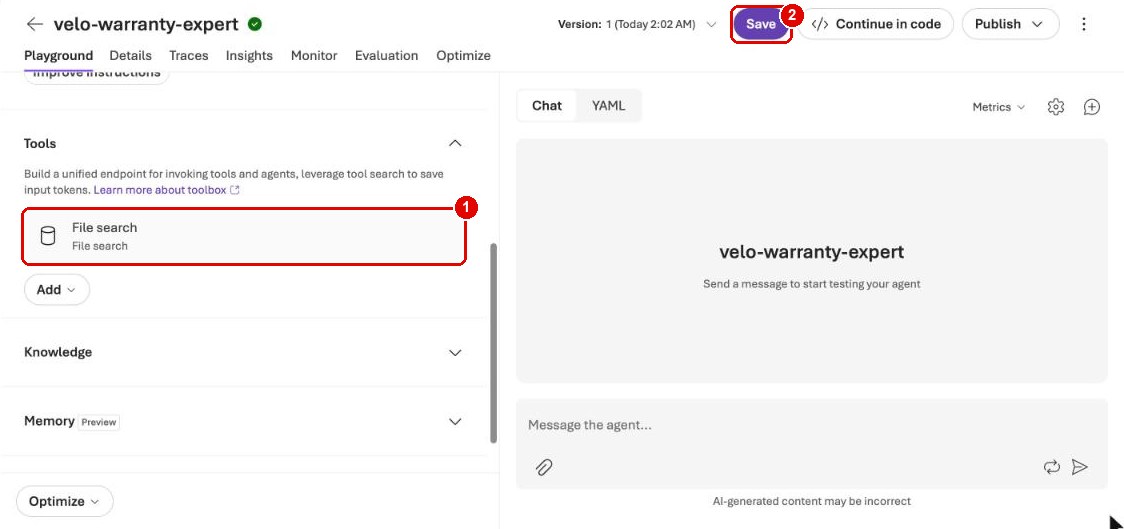 velo-warranty-expert
Version: 1 (Today 2:02 AM)
Save
2
</> Continue in code
Publish
Playground
Details
Traces
Insights
Monitor
Evaluation
Optimize
Improve instructions
Chat
YAML
Metrics
Tools
Build a unified endpoint for invoking tools and agents, leverage tool search to save
input tokens. Learn more about toolbox
1
File search
File search
Add
Knowledge
Memory Preview
Optimize
velo-warranty-expert
Send a message to start testing your agent
Message the agent...
AI-generated content may be incorrect